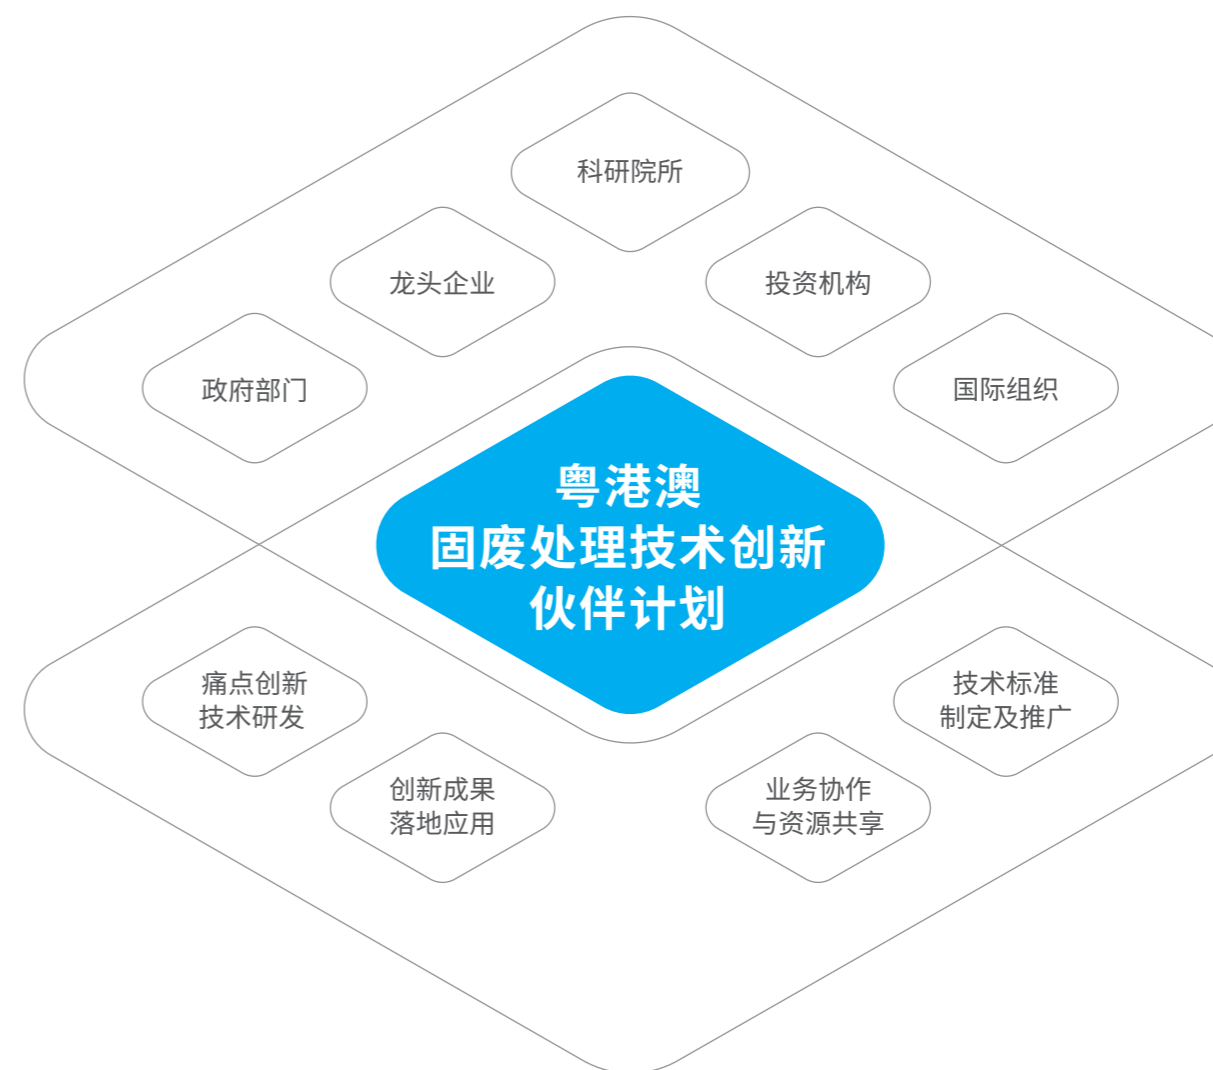 科研院所
龙头企业
投资机构
政府部门
国际组织
粤港澳
固废处理技术创新
伙伴计划
痛点创新
技术研发
技术标准
制定及推广
创新成果
落地应用
业务协作
与资源共享